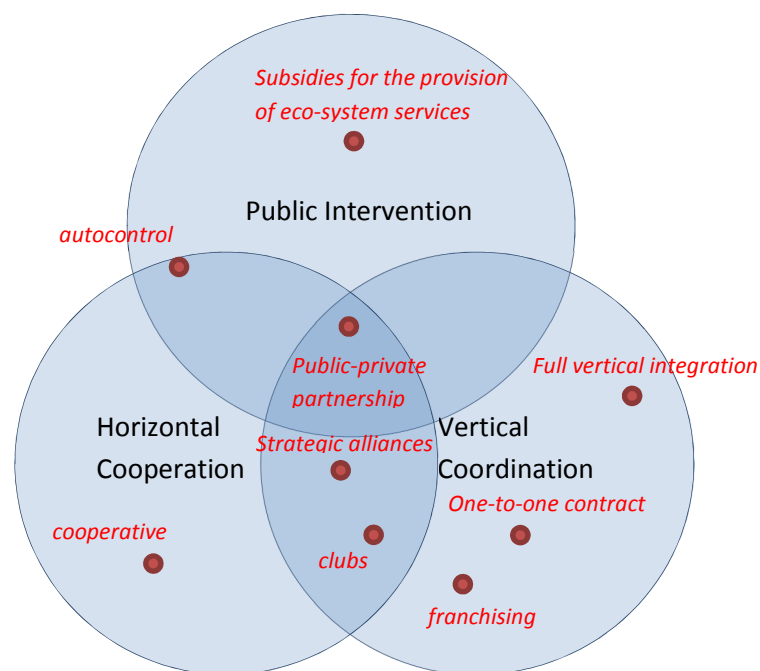 Subsidies for the provision
of eco-system services
Public Intervention
autocontrol
Public-private
partnership
Full vertical integration
Horizontal
Cooperation
Strategic alliances
Vertical
Coordination
One-to-one contract
cooperative
clubs
franchising